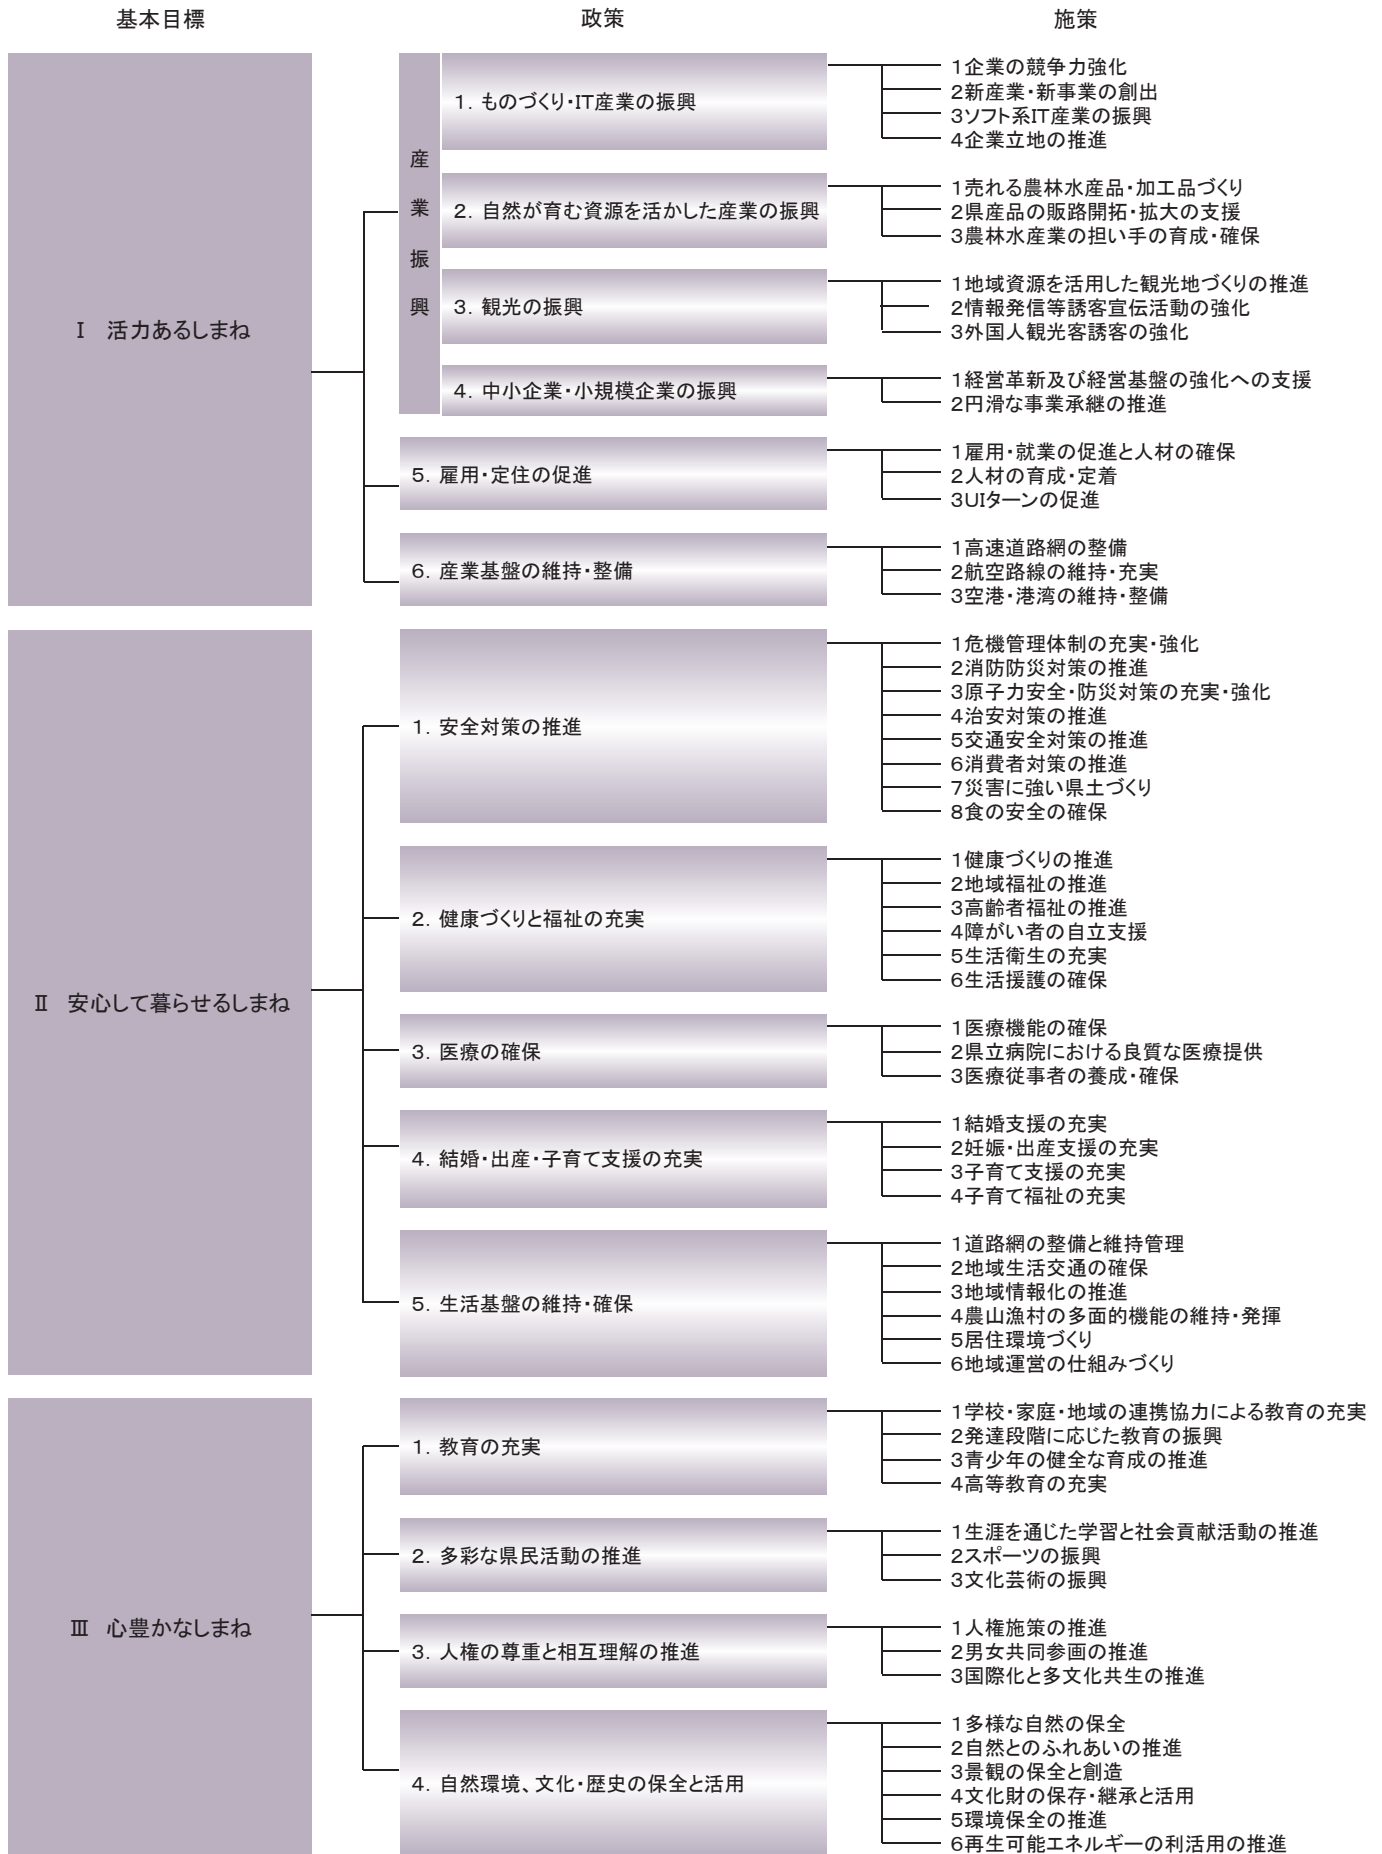 基本目標
政策
施策
Ⅰ 活力あるしまね
産業振興
1. ものづくり・IT産業の振興
1企業の競争力強化
2新産業・新事業の創出
3ソフト系IT産業の振興
4企業立地の推進
2. 自然が育む資源を活かした産業の振興
1売れる農林水産品・加工品づくり
2県産品の販路開拓・拡大の支援
3農林水産業の担い手の育成・確保
3. 観光の振興
1地域資源を活用した観光地づくりの推進
2情報発信等誘客宣伝活動の強化
3外国人観光客誘客の強化
4. 中小企業・小規模企業の振興
1経営革新及び経営基盤の強化への支援
2円滑な事業承継の推進
5. 雇用・定住の促進
1雇用・就業の促進と人材の確保
2人材の育成・定着
3UIターンの促進
6. 産業基盤の維持・整備
1高速道路網の整備
2航空路線の維持・充実
3空港・港湾の維持・整備
Ⅱ 安心して暮らせるしまね
1. 安全対策の推進
1危機管理体制の充実・強化
2消防防災対策の推進
3原子力安全・防災対策の充実・強化
4治安対策の推進
5交通安全対策の推進
6消費者対策の推進
7災害に強い県土づくり
8食の安全の確保
2. 健康づくりと福祉の充実
1健康づくりの推進
2地域福祉の推進
3高齢者福祉の推進
4障がい者の自立支援
5生活衛生の充実
6生活援護の確保
3. 医療の確保
1医療機能の確保
2県立病院における良質な医療提供
3医療従事者の養成・確保
4. 結婚・出産・子育て支援の充実
1結婚支援の充実
2妊娠・出産支援の充実
3子育て支援の充実
4子育て福祉の充実
5. 生活基盤の維持・確保
1道路網の整備と維持管理
2地域生活交通の確保
3地域情報化の推進
4農山漁村の多面的機能の維持・発揮
5居住環境づくり
6地域運営の仕組みづくり
Ⅲ 心豊かなしまね
1. 教育の充実
1学校・家庭・地域の連携協力による教育の充実
2発達段階に応じた教育の振興
3青少年の健全な育成の推進
4高等教育の充実
2. 多彩な県民活動の推進
1生涯を通じた学習と社会貢献活動の推進
2スポーツの振興
3文化芸術の振興
3. 人権の尊重と相互理解の推進
1人権施策の推進
2男女共同参画の推進
3国際化と多文化共生の推進
4. 自然環境、文化・歴史の保全と活用
1多様な自然の保全
2自然とのふれあいの推進
3景観の保全と創造
4文化財の保存・継承と活用
5環境保全の推進
6再生可能エネルギーの利活用の推進